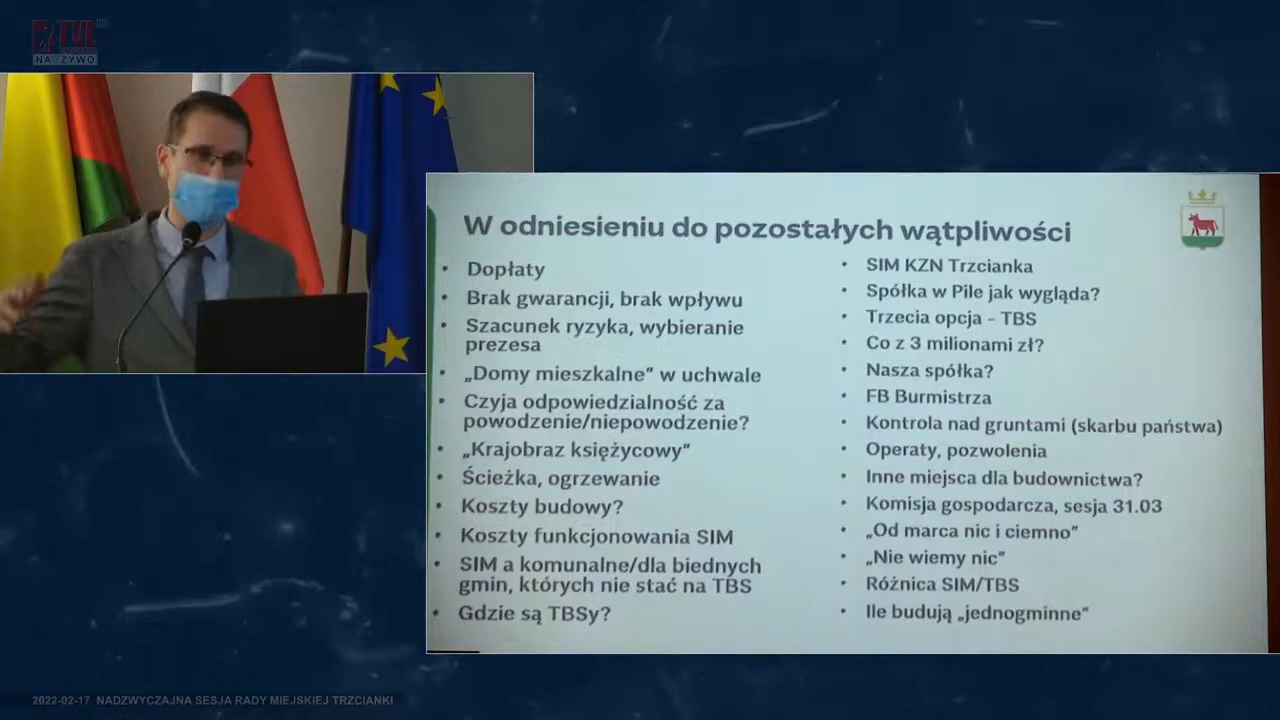 TVL
NA ŻYWO
W odniesieniu do pozostałych wątpliwości
• Dopłaty
• Brak gwarancji, brak wpływu
• Szacunek ryzyka, wybieranie
prezesa
• „Domy mieszkalne” w uchwale
• Czyja odpowiedzialność za
powodzenie/niepowodzenie?
• „Krajobraz księżycowy”
• Ścieżka, ogrzewanie
• Koszty budowy?
• Koszty funkcjonowania SIM
• SIM a komunalne/dla biednych
gmin, których nie stać na TBS
• Gdzie są TBSy?
• SIM KZN Trzcianka
• Spółka w Pile jak wygląda?
• Trzecia opcja – TBS
• Co z 3 milionami zł?
• Nasza spółka?
• FB Burmistrza
• Kontrola nad gruntami (skarbu państwa)
• Operaty, pozwolenia
• Inne miejsca dla budownictwa?
• Komisja gospodarcza, sesja 31.03
• „Od marca nic i ciemno”
• „Nie wiemy nic”
• Różnica SIM/TBS
• Ile budują „jednogminne”
2022-02-17 NADZWYCZAJNA SESJA RADY MIEJSKIEJ TRZCIANKI